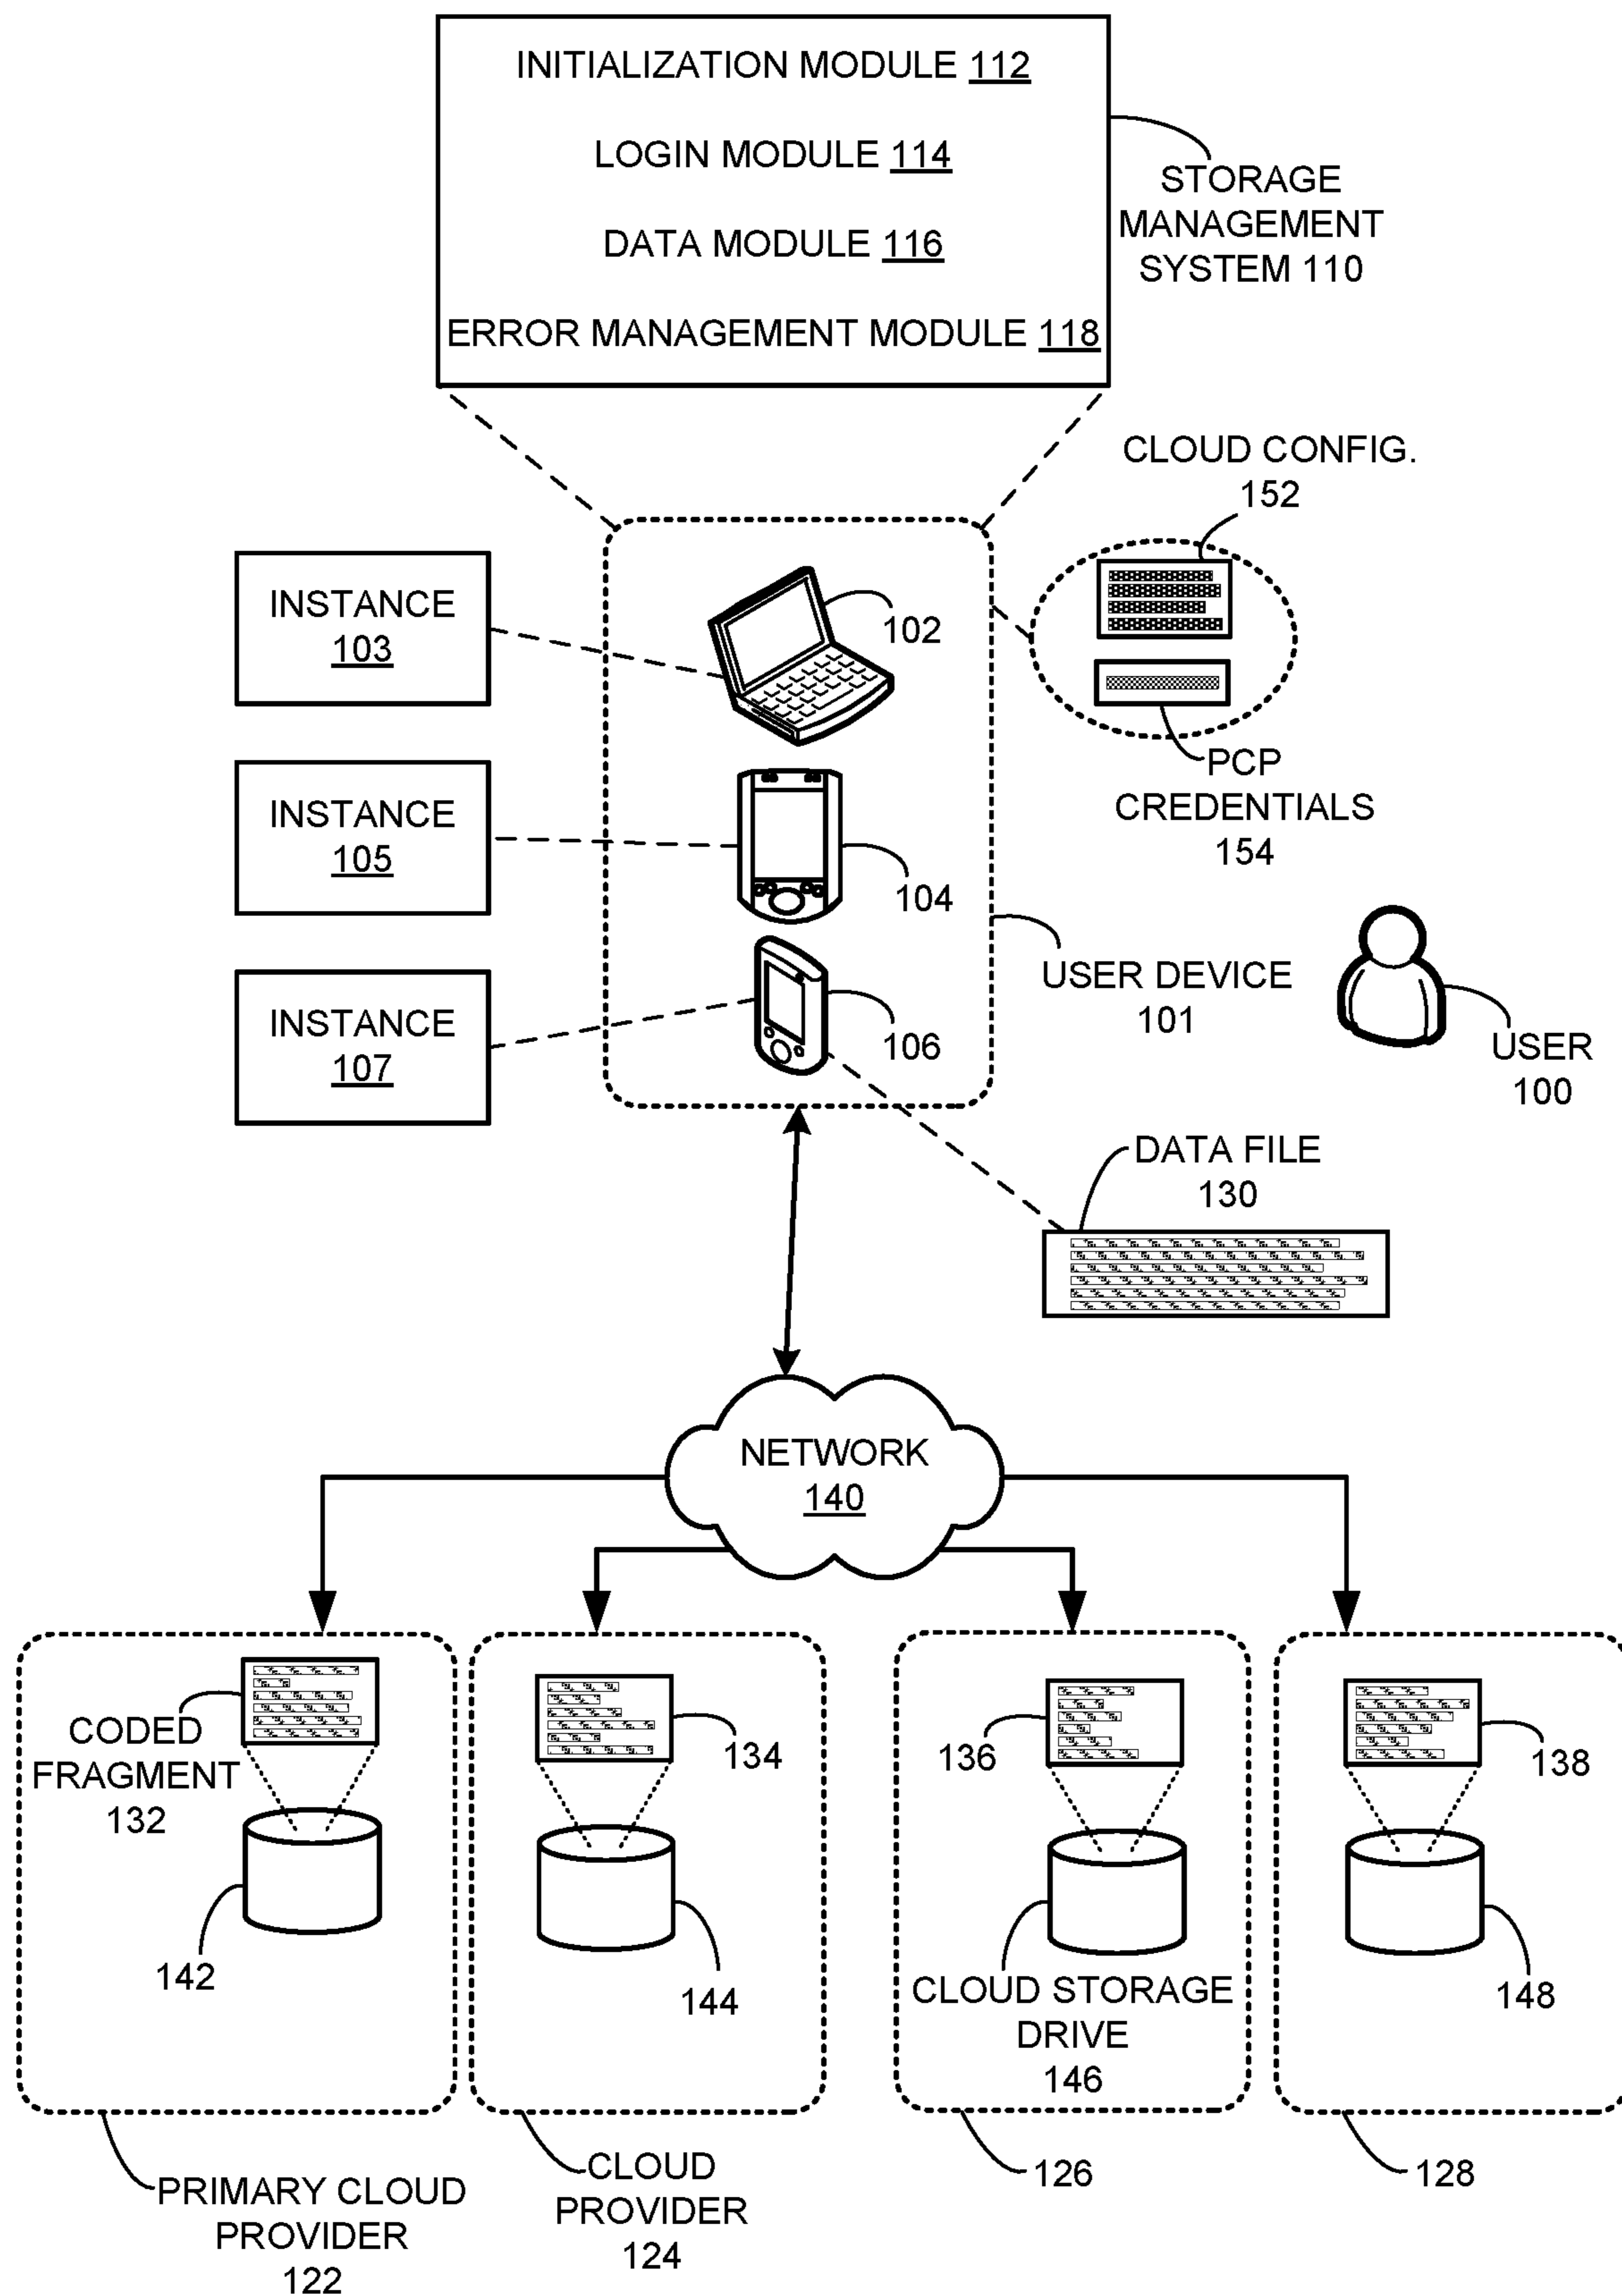 INITIALIZATION MODULE 112
LOGIN MODULE 114
DATA MODULE 116
ERROR MANAGEMENT MODULE 118
STORAGE
MANAGEMENT
SYSTEM 110
CLOUD CONFIG.
152
INSTANCE
103
102
PCP
CREDENTIALS
154
INSTANCE
105
104
USER DEVICE
101
INSTANCE
107
106
USER
100
DATA FILE
130
NETWORK
140
CODED
FRAGMENT
132
134
136
138
142
144
CLOUD STORAGE
DRIVE
146
148
PRIMARY CLOUD
PROVIDER
122
CLOUD
PROVIDER
124
126
128